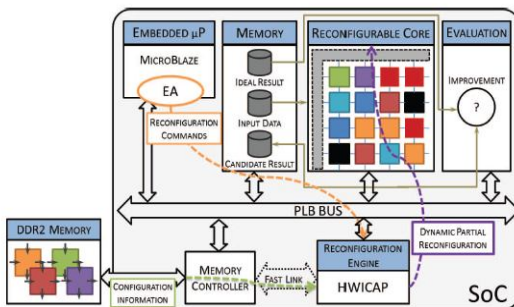 EMBEDDED µP
MEMORY
RECONFIGURABLE CORE
EVALUATION
MICROBLAZE
EA
RECONFIGURATION
COMMANDS
IDEAL RESULT
INPUT DATA
CANDIDATE RESULT
IMPROVEMENT
?
PLB BUS
DDR2 MEMORY
CONFIGURATION
INFORMATION
MEMORY
CONTROLLER
FAST LINK
RECONFIGURATION
ENGINE
HWICAP
DYNAMIC PARTIAL
RECONFIGURATION
SoC